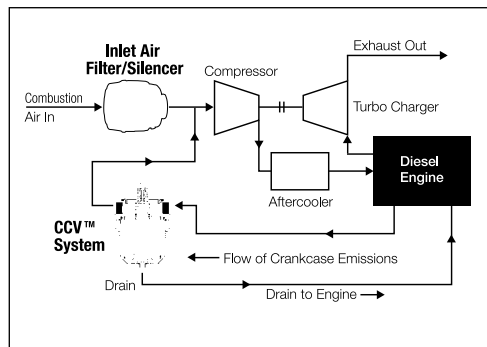 Exhaust Out
Inlet Air
Filter/Silencer
Compressor
Combustion
Air In
Turbo Charger
Diesel
Engine
Aftercooler
CCV™
System
Flow of Crankcase Emissions
Drain
Drain to Engine